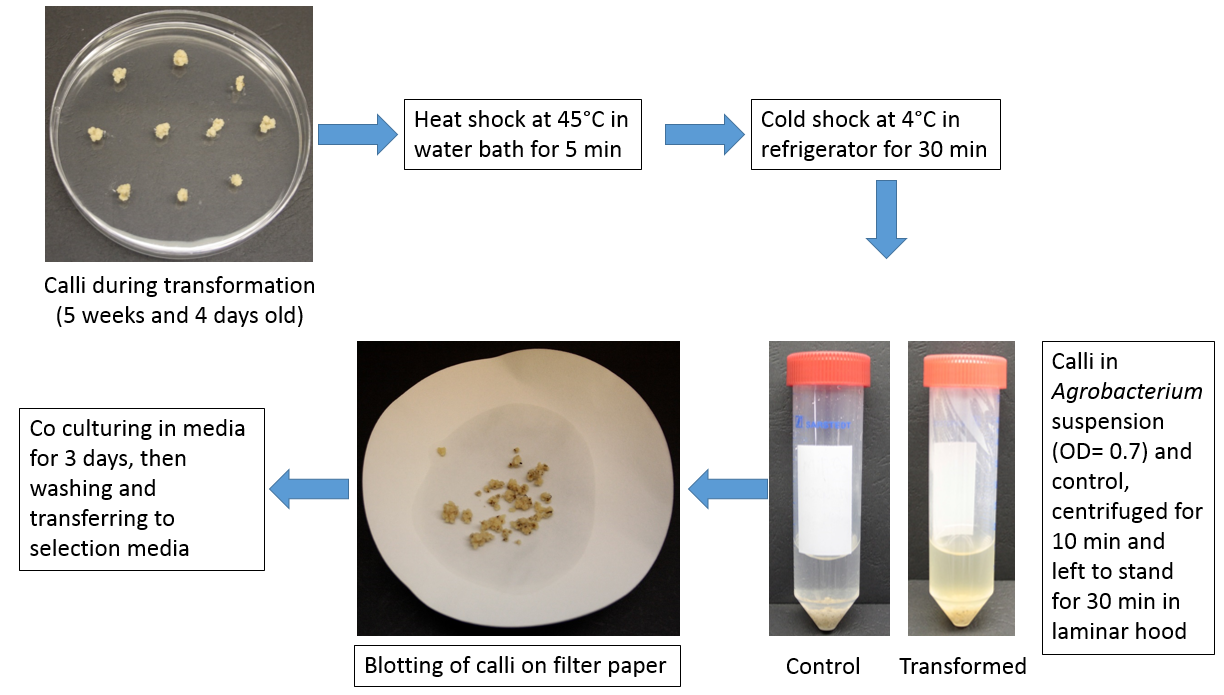 Heat shock at 45°C in
water bath for 5 min
Cold shock at 4°C in
refrigerator for 30 min
Calli during transformation
(5 weeks and 4 days old)
Calli in
Agrobacterium
suspension
(OD= 0.7) and
control,
centrifuged for
10 min and
left to stand
for 30 min in
laminar hood
Control
Transformed
Blotting of calli on filter paper
Co culturing in media
for 3 days, then
washing and
transferring to
selection media